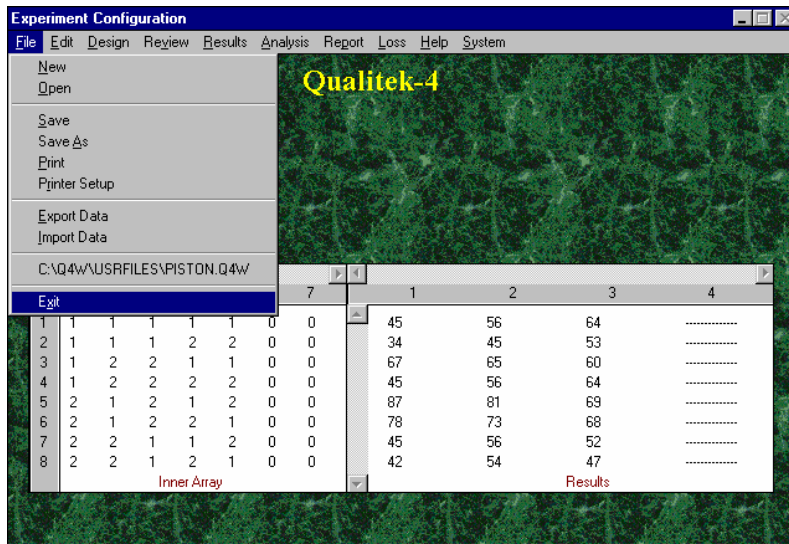 Experiment Configuration
File Edit Design Review Results Analysis Report Loss Help System
New
Open
Qualitek-4
Save
Save As
Print
Printer Setup
Export Data
Import Data
C:\Q4W\USRFILES\PISTON.Q4W
Exit
7 1 2 3 4
1 1 1 1 1 1 0 0 45 56 64 -------------
2 1 1 1 2 2 0 0 34 45 53 -------------
3 1 2 2 1 1 0 0 67 65 60 -------------
4 1 2 2 2 2 0 0 45 56 64 -------------
5 2 1 2 1 2 0 0 87 81 69 -------------
6 2 1 2 2 1 0 0 78 73 68 -------------
7 2 2 1 1 2 0 0 45 56 52 -------------
8 2 2 1 2 1 0 0 42 54 47 -------------
Inner Array Results